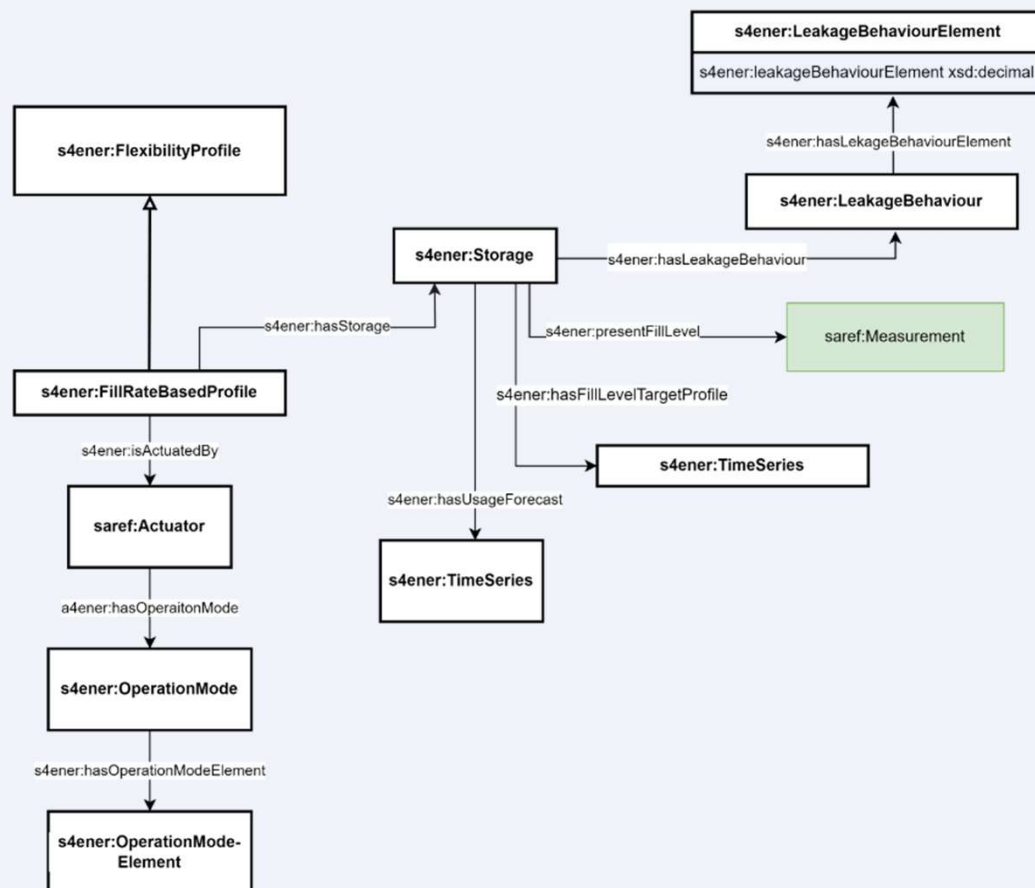 s4ener:LeakageBehaviourElement
s4ener:leakageBehaviourElement xsd:decimal
s4ener:hasLekageBehaviourElement
s4ener:FlexibilityProfile
s4ener:LeakageBehaviour
s4ener:Storage
s4ener:hasLeakageBehaviour
s4ener:hasStorage
s4ener:presentFillLevel
saref:Measurement
s4ener:FillRateBasedProfile
s4ener:hasFillLevelTargetProfile
s4ener:isActuatedBy
s4ener:TimeSeries
s4ener:hasUsageForecast
saref:Actuator
s4ener:TimeSeries
a4ener:hasOperaitonMode
s4ener:OperationMode
s4ener:hasOperationModeElement
s4ener:OperationMode-
Element